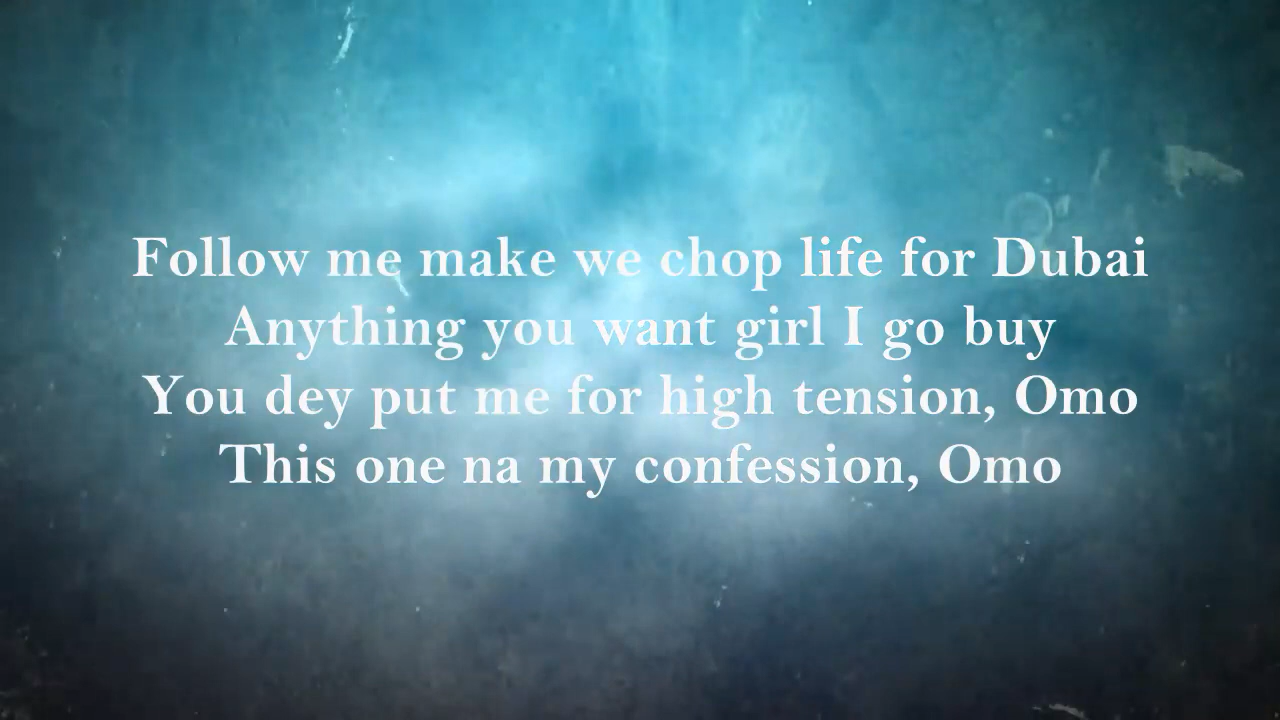 Follow me make we chop life for Dubai
Anything you want girl I go buy
You dey put me for high tension, Omo
This one na my confession, Omo